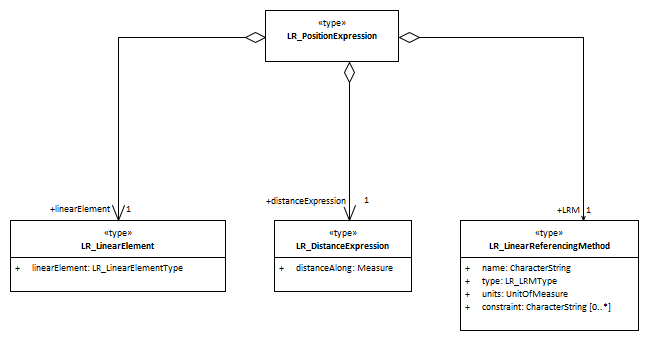 «type»
LR_PositionExpression
+linearElement 1
+distanceExpression 1
+LRM 1
«type»
LR_LinearElement
+ linearElement: LR_LinearElementType
«type»
LR_DistanceExpression
+ distanceAlong: Measure
«type»
LR_LinearReferencingMethod
+ name: CharacterString
+ type: LR_LRMType
+ units: UnitOfMeasure
+ constraint: CharacterString [0..*]